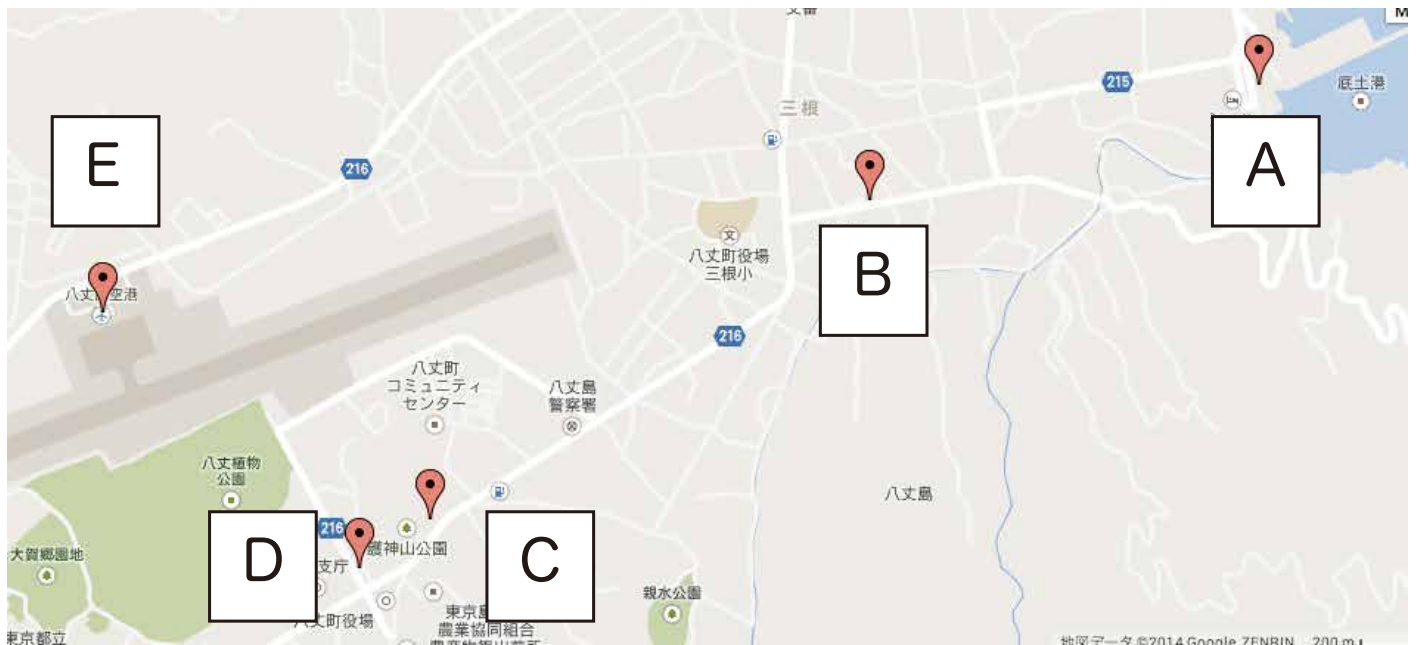 M
215
底土港
三根
A
E
216
B
八丈町役場
三根小
216
八丈町
コミュニティ
センター
八丈島
警察署
八丈植物
公園
八丈島
216
D
C
護神山公園
大賀郷園地
支庁
親水公園
八丈町役場
東京島
農業協同組合
東京都立
地図データ ©2014 Google, ZENRIN
200 m